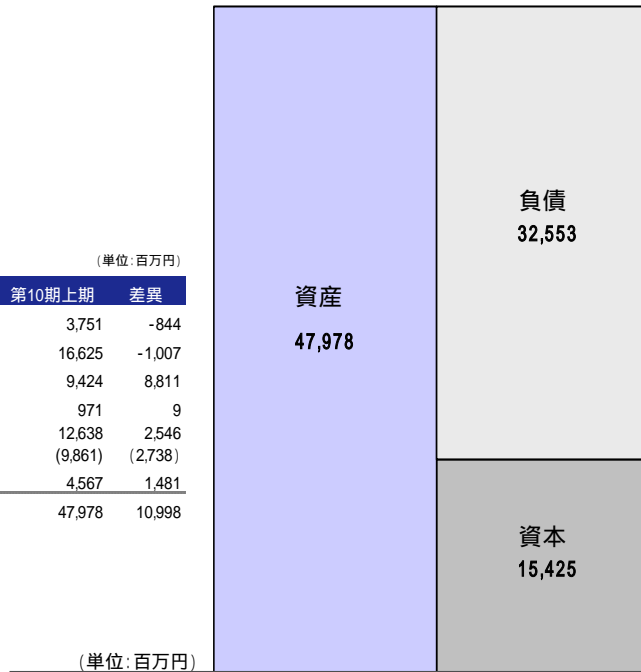 (単位:百万円)
第10期上期 差異
3,751 -844
16,625 -1,007
9,424 8,811
971 9
12,638 2,546
(9,861) (2,738)
4,567 1,481
47,978 10,998
資産
47,978
負債
32,553
資本
15,425
(単位:百万円)